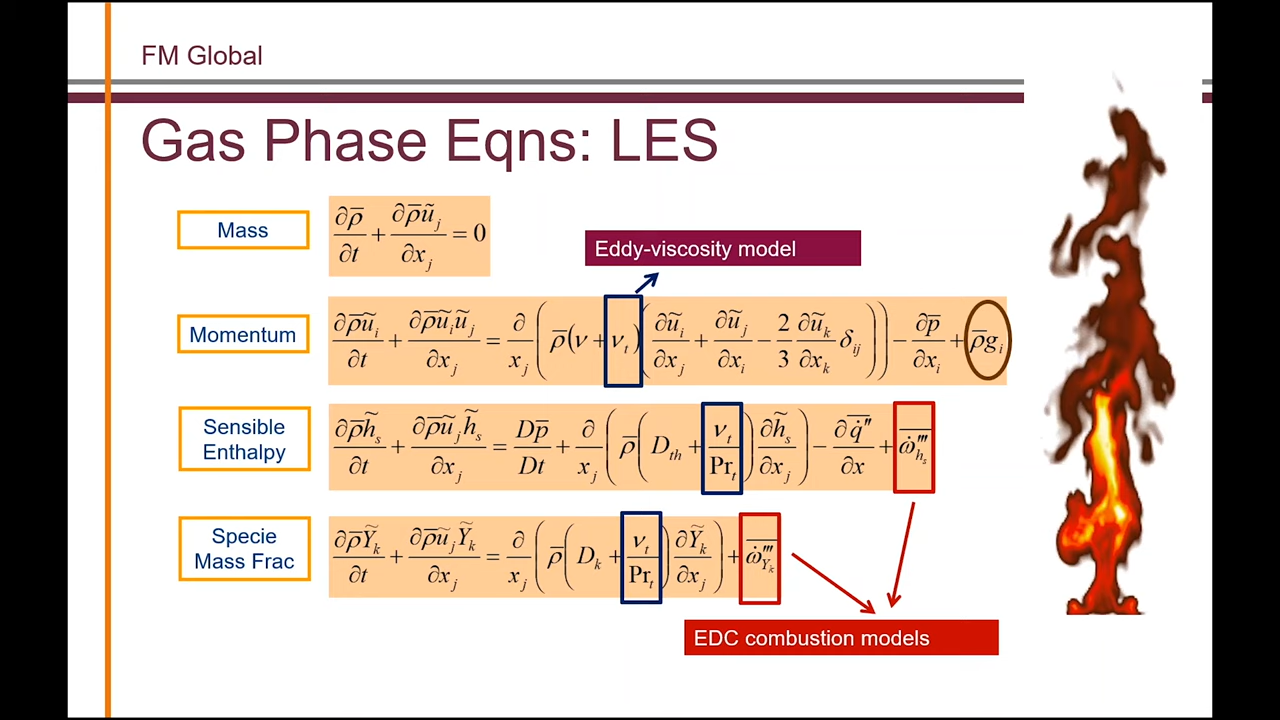 FM Global
Gas Phase Eqns: LES
Mass
∂ρ̅/∂t + ∂ρ̅ũ_j/∂x_j = 0
Eddy-viscosity model
Momentum
∂ρ̅ũ_i/∂t + ∂ρ̅ũ_iũ_j/∂x_j = ∂/x_j (ρ̅(ν + ν_t)(∂ũ_i/∂x_j + ∂ũ_j/∂x_i − 2/3 ∂ũ_k/∂x_k δ_ij)) − ∂p̅/∂x_i + ρ̅g_i
Sensible
Enthalpy
∂ρ̅h̃_s/∂t + ∂ρ̅ũ_jh̃_s/∂x_j = Dp̅/Dt + ∂/x_j (ρ̅(D_th + ν_t/Pr_t) ∂h̃_s/∂x_j) − ∂q̇̅″/∂x + ω̇̅‴_h_s
Specie
Mass Frac
∂ρ̅Ỹ_k/∂t + ∂ρ̅ũ_jỸ_k/∂x_j = ∂/x_j (ρ̅(D_k + ν_t/Pr_t) ∂Ỹ_k/∂x_j) + ω̇̅‴_Y_k
EDC combustion models